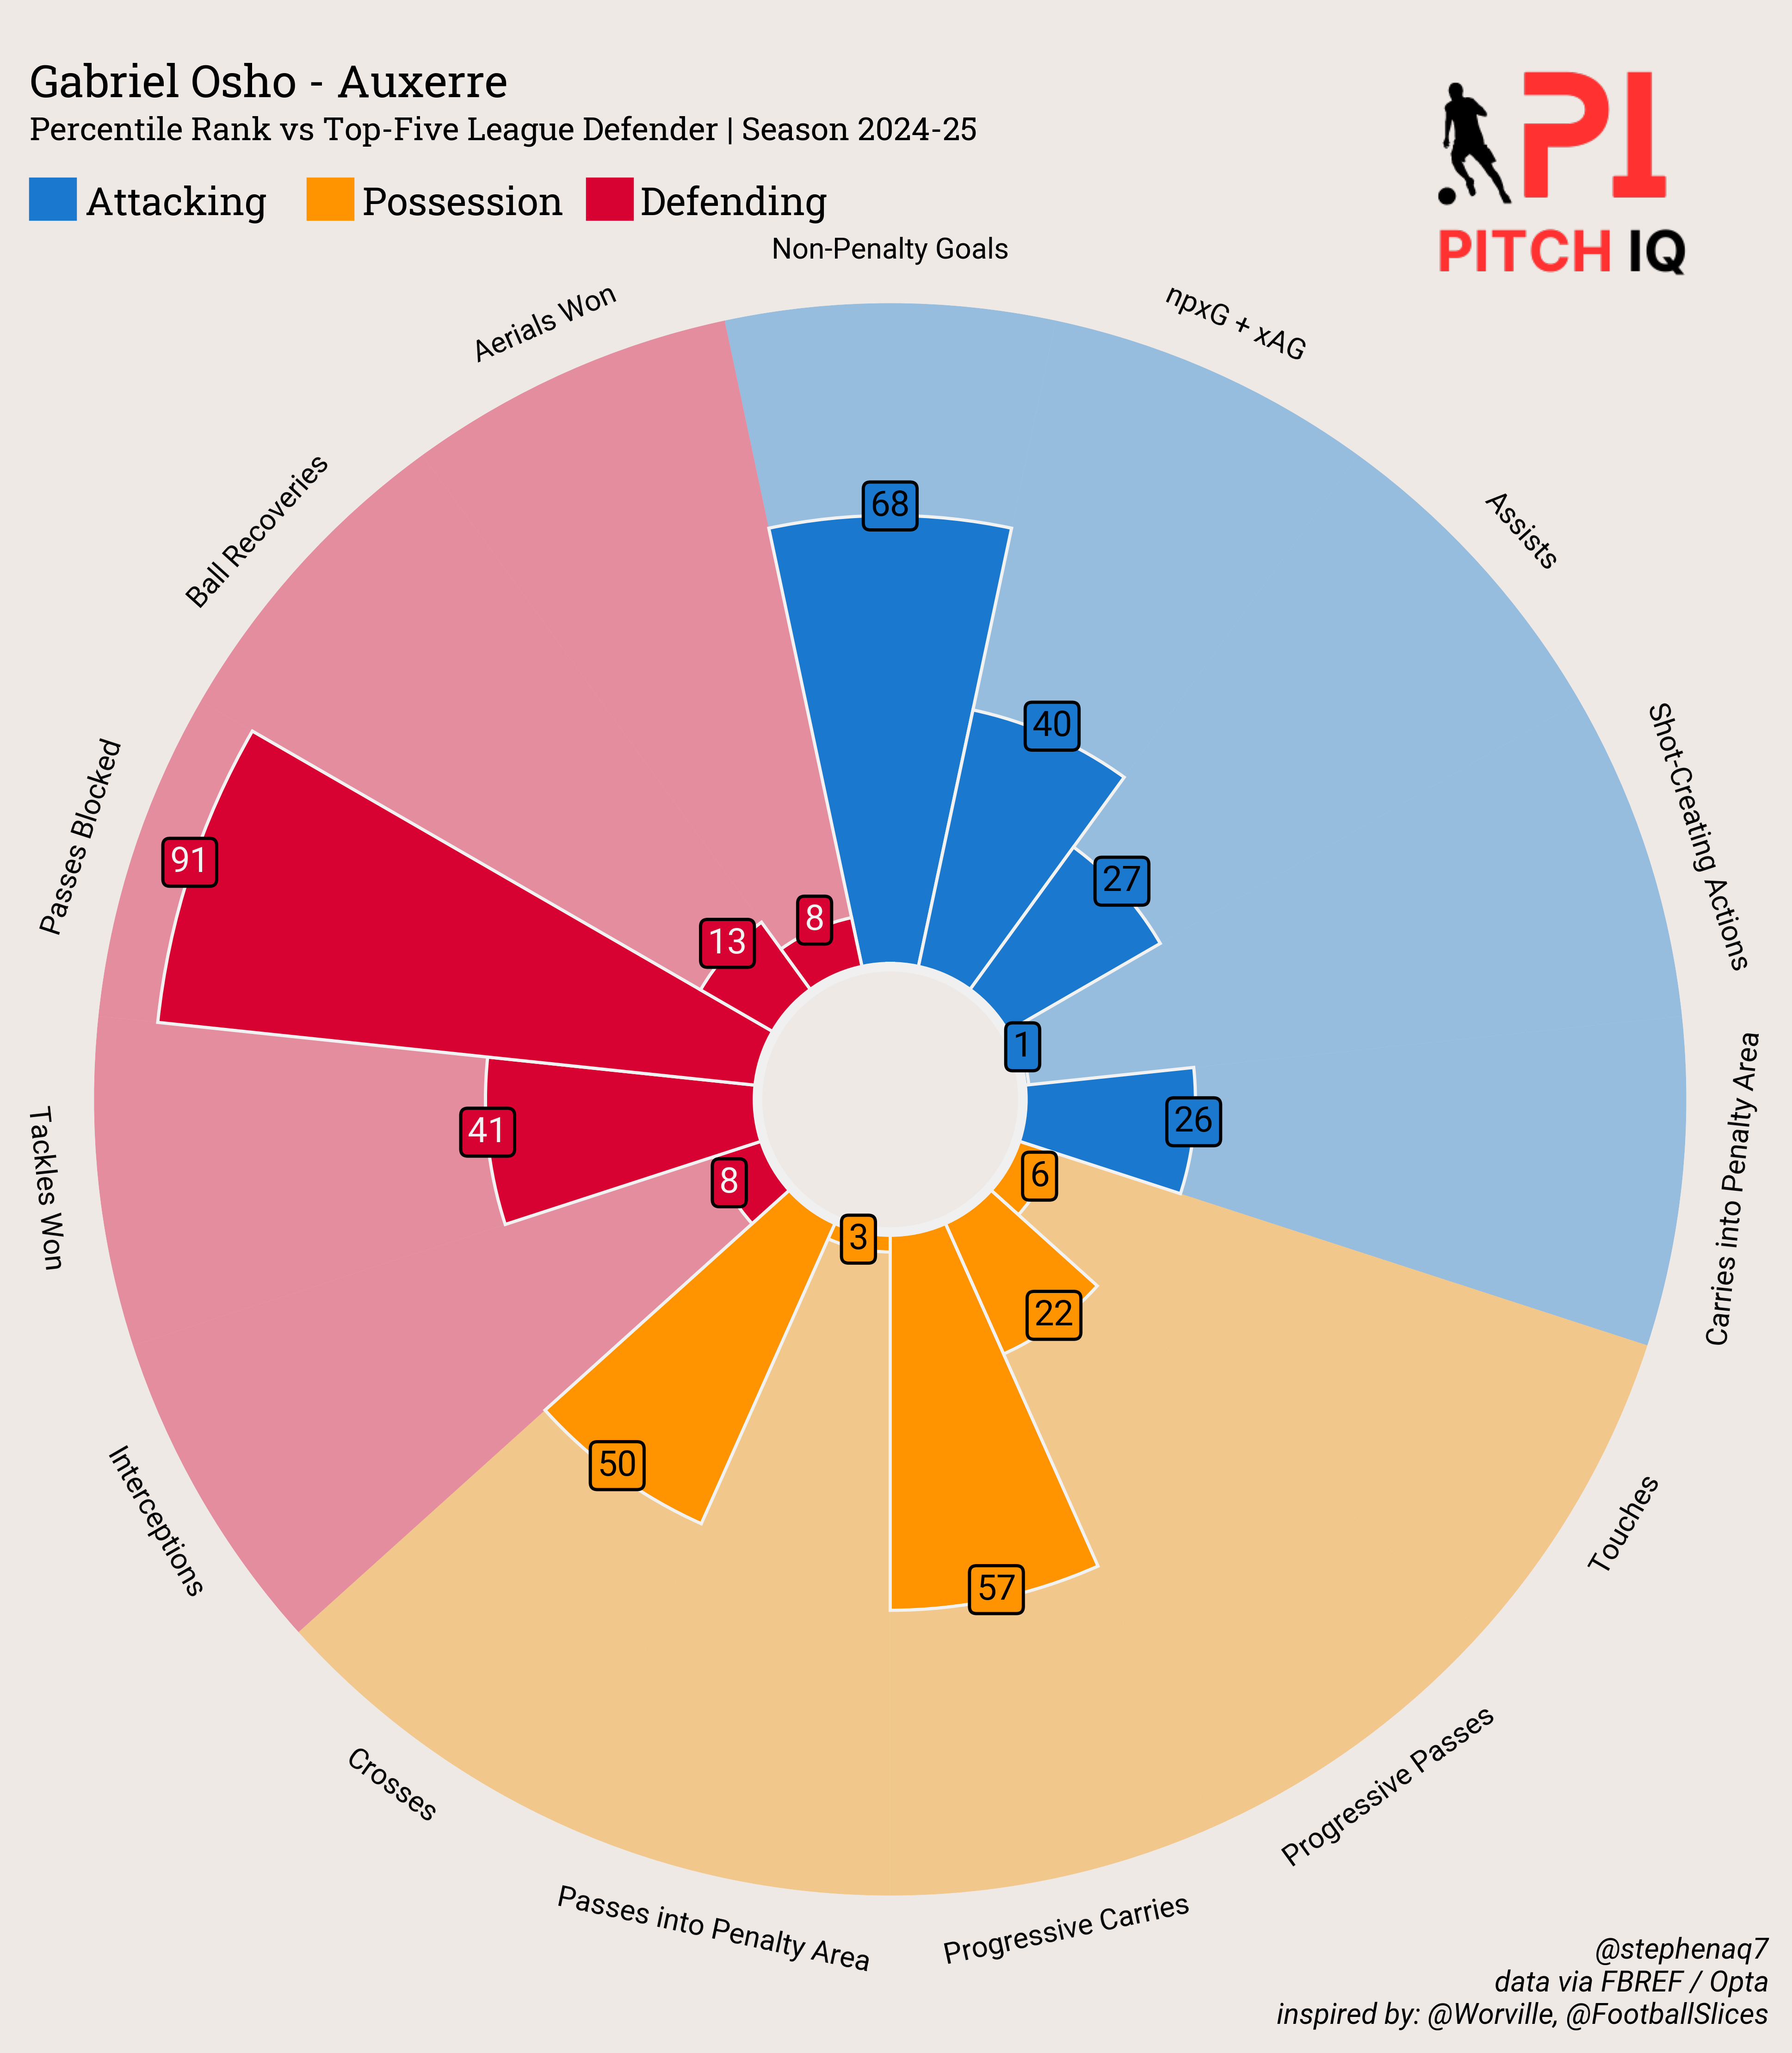 Gabriel Osho - Auxerre
Percentile Rank vs Top-Five League Defender | Season 2024-25
Attacking
Possession
Defending
PI
PITCH IQ
Non-Penalty Goals
npxG + xAG
Assists
Shot-Creating Actions
Carries into Penalty Area
Touches
Progressive Passes
Progressive Carries
Passes into Penalty Area
Crosses
Interceptions
Tackles Won
Passes Blocked
Ball Recoveries
Aerials Won
68
40
27
1
26
6
22
57
3
50
8
41
91
13
8
@stephenaq7
data via FBREF / Opta
inspired by: @Worville, @FootballSlices